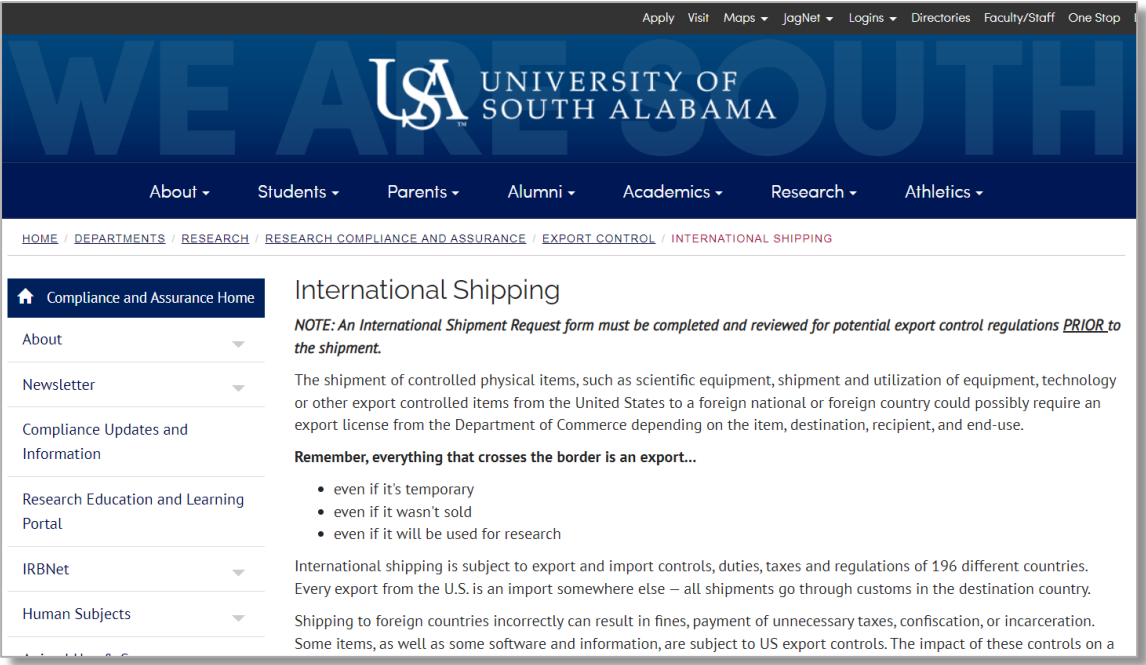 Apply Visit Maps JagNet Logins Directories Faculty/Staff One Stop
WE ARE SOUTH
USA UNIVERSITY OF
SOUTH ALABAMA
TM
About Students Parents Alumni Academics Research Athletics
HOME / DEPARTMENTS / RESEARCH / RESEARCH COMPLIANCE AND ASSURANCE / EXPORT CONTROL / INTERNATIONAL SHIPPING
Compliance and Assurance Home
About
Newsletter
Compliance Updates and
Information
Research Education and Learning
Portal
IRBNet
Human Subjects
International Shipping
NOTE: An International Shipment Request form must be completed and reviewed for potential export control regulations PRIOR to
the shipment.
The shipment of controlled physical items, such as scientific equipment, shipment and utilization of equipment, technology
or other export controlled items from the United States to a foreign national or foreign country could possibly require an
export license from the Department of Commerce depending on the item, destination, recipient, and end-use.
Remember, everything that crosses the border is an export...
• even if it's temporary
• even if it wasn't sold
• even if it will be used for research
International shipping is subject to export and import controls, duties, taxes and regulations of 196 different countries.
Every export from the U.S. is an import somewhere else — all shipments go through customs in the destination country.
Shipping to foreign countries incorrectly can result in fines, payment of unnecessary taxes, confiscation, or incarceration.
Some items, as well as some software and information, are subject to US export controls. The impact of these controls on a